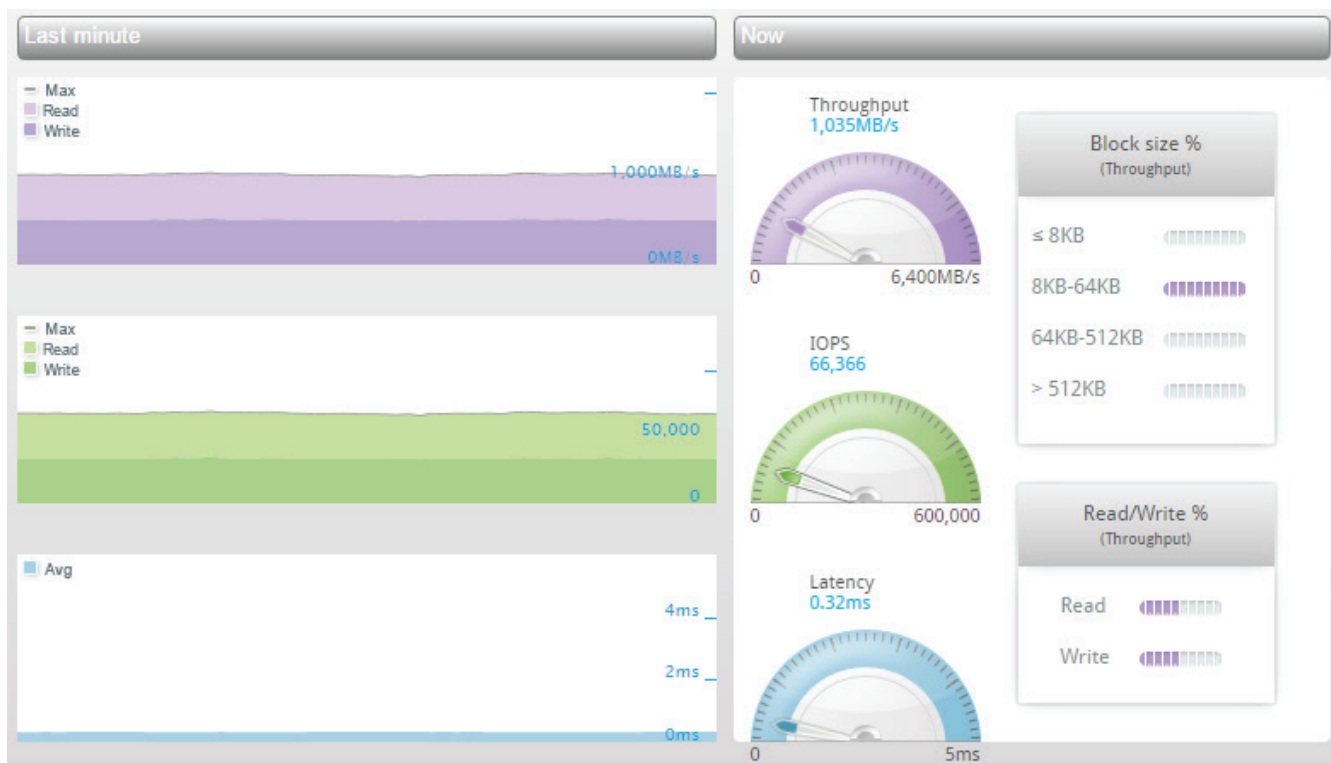 Last minute
Max
Read
Write
1,000MB/s
0MB/s
Max
Read
Write
50,000
0
Avg
4ms
2ms
0ms
Now
Throughput
1,035MB/s
0
6,400MB/s
IOPS
66,366
0
600,000
Latency
0.32ms
0
5ms
Block size %
(Throughput)
≤ 8KB
8KB-64KB
64KB-512KB
> 512KB
Read/Write %
(Throughput)
Read
Write